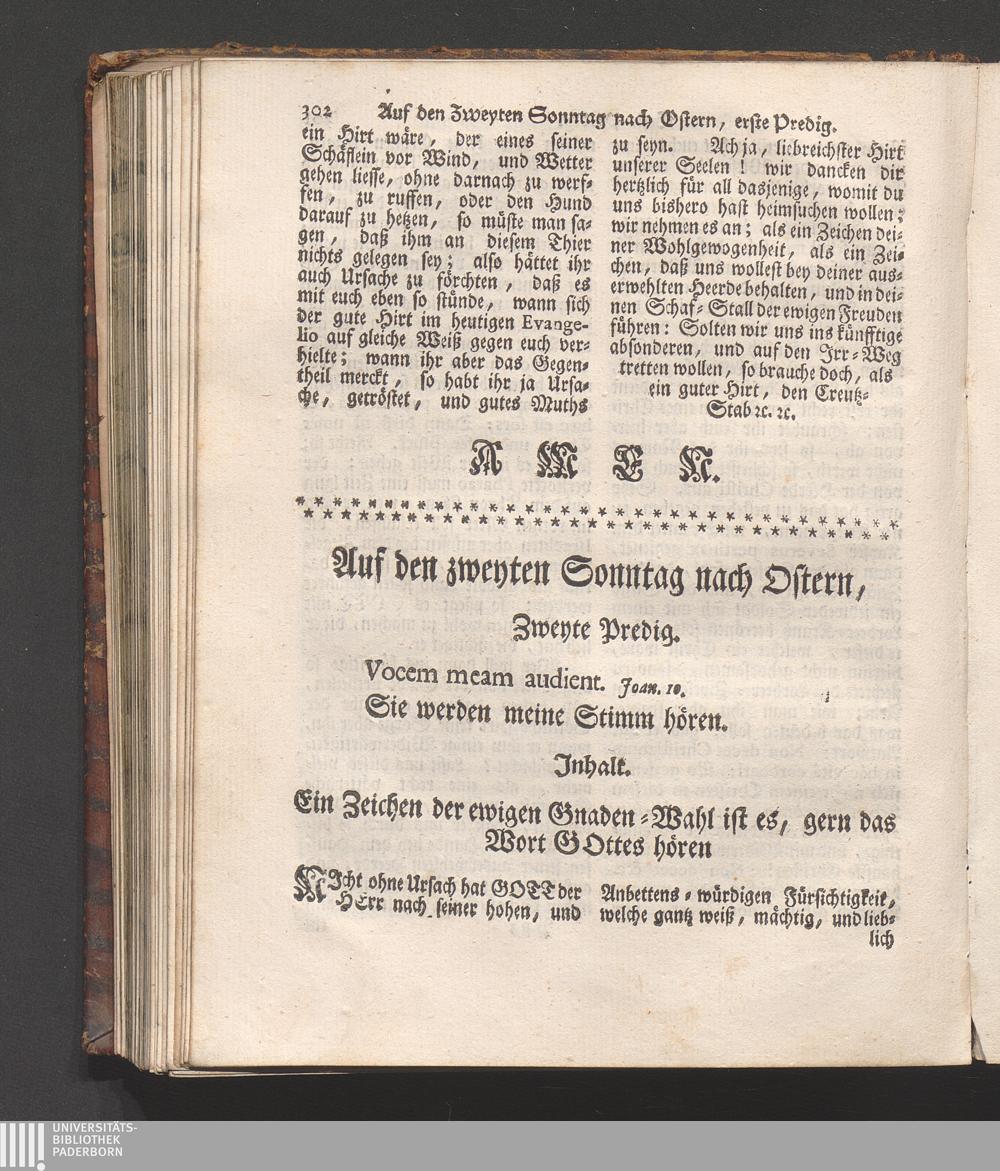 302 Auf den Zweyten Sonntag nach Ostern, erste Predig.
ein Hirt wäre, der eines seiner
Schäflein vor Wind, und Wetter
gehen liesse, ohne darnach zu werf-
fen, zu ruffen, oder den Hund
darauf zu hetzen, so müste man sa-
gen, daß ihm an diesem Thier
nichts gelegen sey; also hättet ihr
auch Ursache zu förchten, daß es
mit euch eben so stünde, wann sich
der gute Hirt im heutigen Evange-
lio auf gleiche Weiß gegen euch ver-
hielte; wann ihr aber das Gegen-
theil merckt, so habt ihr ja Ursa-
che, getröstet, und gutes Muths
zu seyn. Ach ja, liebreichster Hirt
unserer Seelen! wir dancken dir
hertzlich für all dasjenige, womit du
uns bishero hast heimsuchen wollen;
wir nehmen es an; als ein Zeichen dei-
ner Wohlgewogenheit, als ein Zei-
chen, daß uns wollest bey deiner aus-
erwehlten Heerde behalten, und in dei-
nen Schaf-Stall der ewigen Freuden
führen: Solten wir uns ins künfftige
absonderen, und auf den Irr-Weg
tretten wollen, so brauche doch, als
ein guter Hirt, den Creutz-
Stab ꝛc. ꝛc.
A M E N.
Auf den zweyten Sonntag nach Ostern,
Zweyte Predig.
Vocem meam audient. Joan. 10.
Sie werden meine Stimm hören.
Inhalt.
Ein Zeichen der ewigen Gnaden-Wahl ist es, gern das
Wort GOttes hören
NIcht ohne Ursach hat GOTT der
HErr nach seiner hohen, und
Anbettens-würdigen Fürsichtigkeit,
welche gantz weiß, mächtig, und lieb-
lich
UNIVERSITÄTS-
BIBLIOTHEK
PADERBORN